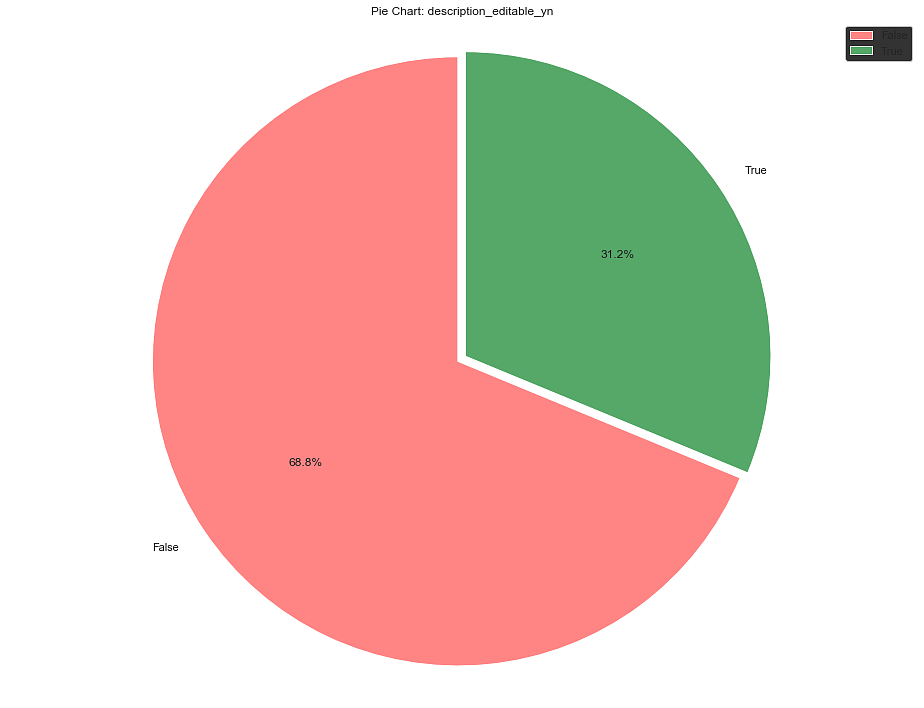 Pie Chart: description_editable_yn
False
True
True
31.2%
68.8%
False